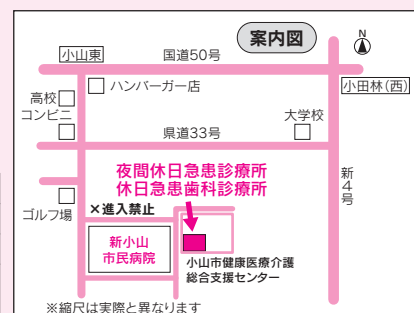 案内図
N
小山東
国道50号
ハンバーガー店
小田林(西)
高校
コンビニ
大学校
県道33号
夜間休日急患診療所
休日急患歯科診療所
新4号
ゴルフ場
×進入禁止
新小山
市民病院
小山市健康医療介護
総合支援センター
※縮尺は実際と異なります